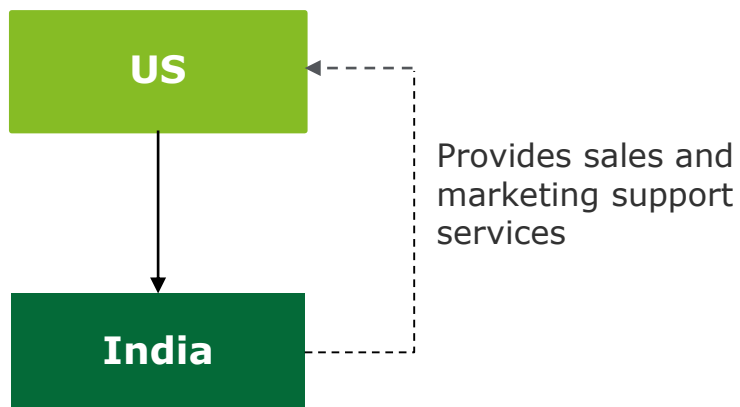 US
Provides sales and
marketing support
services
India